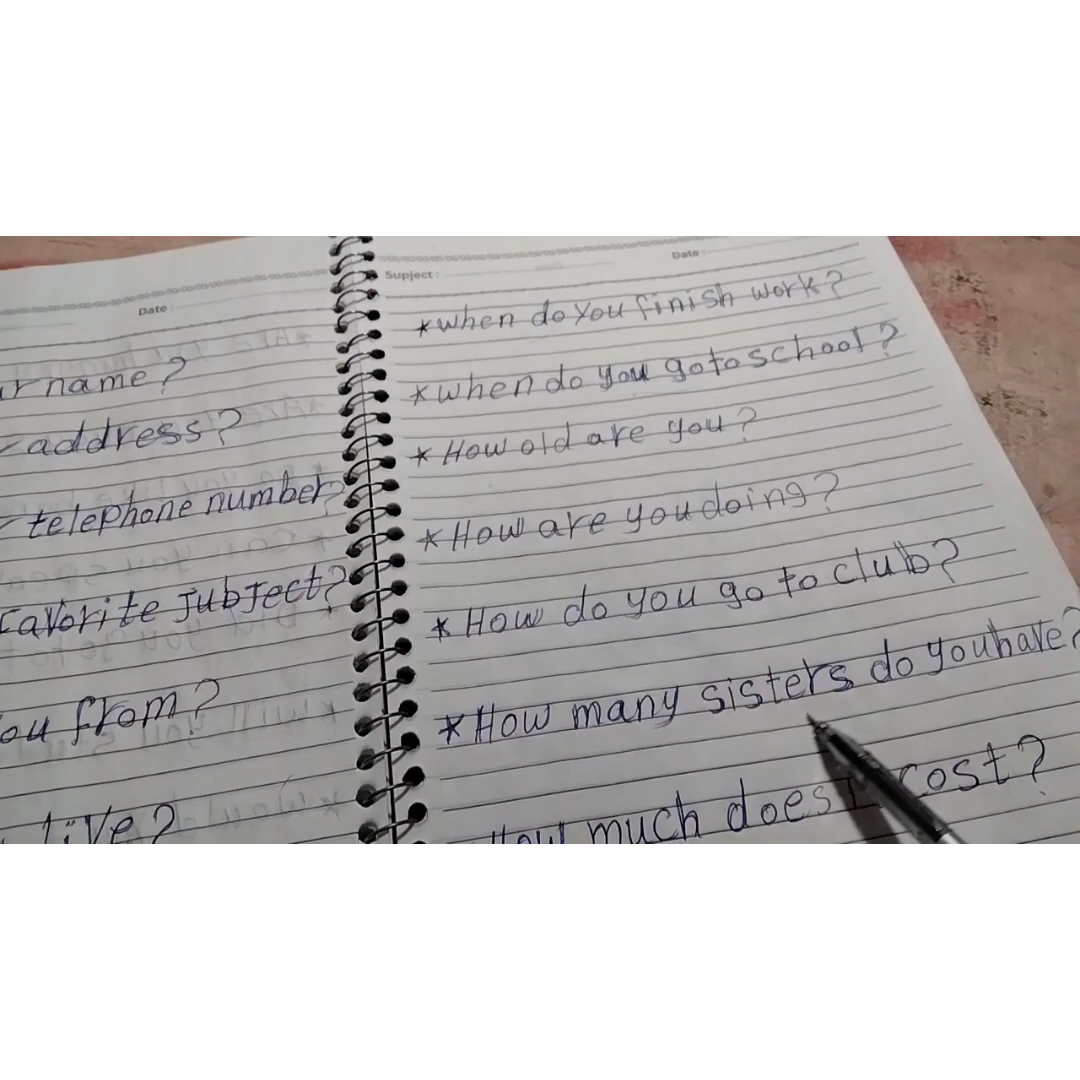 Date
ur name?
address?
telephone number?
Favorite JubJect?
ou from?
live?
Supject:
Date:
*when do you finish work?
*when do you go to school?
* How old are you?
* How are you doing?
* How do you go to club?
* How many sisters do you have?
How much does I cost?